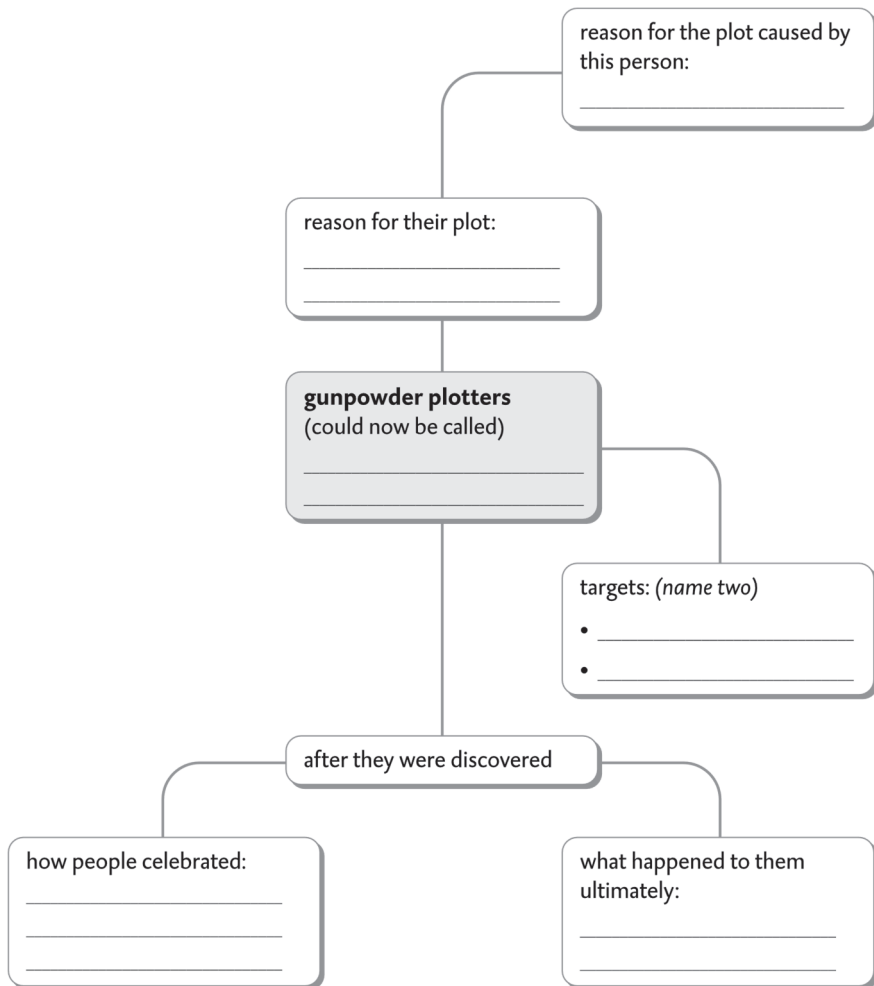 reason for the plot caused by
this person:
reason for their plot:
gunpowder plotters
(could now be called)
targets: (name two)
•
•
after they were discovered
how people celebrated:
what happened to them
ultimately: